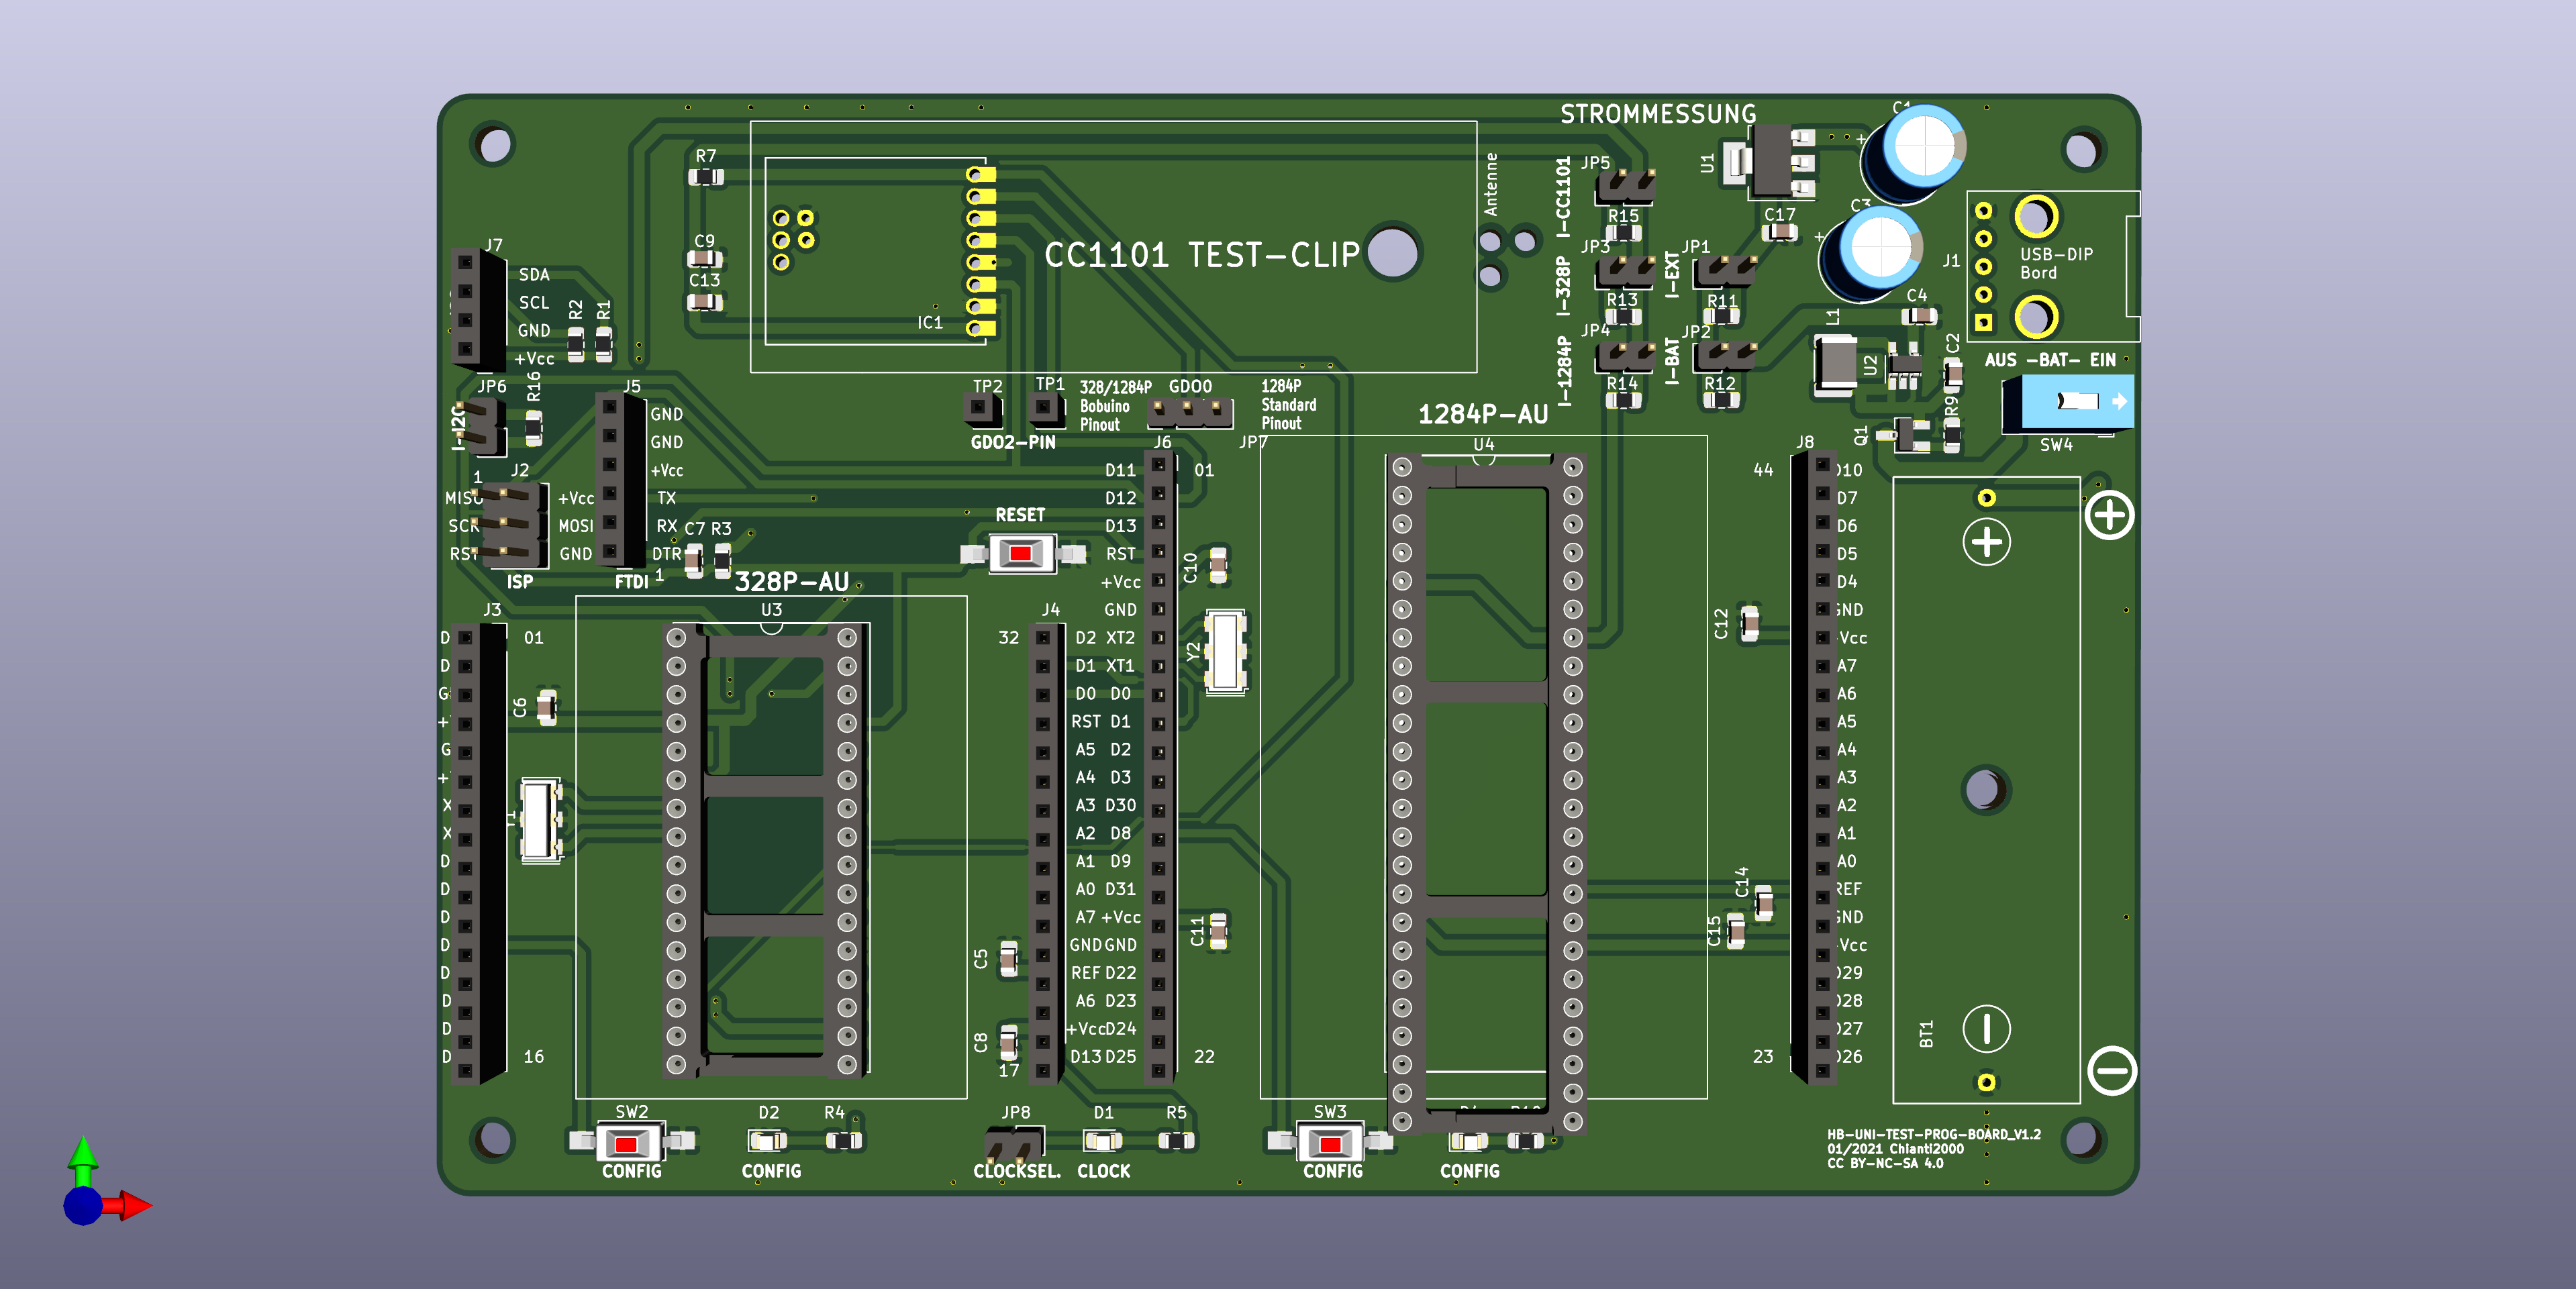 STROMMESSUNG
CC1101 TEST-CLIP
Antenne
IC1
R7
C9
C13
J7
SDA
SCL
GND
+Vcc
R2
R1
JP6
R16
I-I2C
J5
GND
GND
+Vcc
TX
RX
DTR
1
FTDI
J2
1
SCK
+Vcc
MOSI
GND
ISP
C7
R3
TP2
TP1
GDO2-PIN
328/1284P
Bobuino
Pinout
GDO0
1284P
Standard
Pinout
JP7
I-CC1101
JP5
R15
I-328P
JP3
R13
I-1284P
JP4
R14
I-EXT
JP1
R11
I-BAT
JP2
R12
U1
C17
C3
J1
USB-DIP
Bord
C4
L1
U2
C2
R9
Q1
AUS -BAT- EIN
SW4
RESET
328P-AU
U3
J3
01
16
C6
J4
32
17
D2
D1
D0
RST
A5
A4
A3
A2
A1
A0
A7
GND
REF
A6
+Vcc
D13
C5
C8
J6
01
22
D11
D12
D13
RST
+Vcc
GND
XT2
XT1
D0
D1
D2
D3
D30
D8
D9
D31
+Vcc
GND
D22
D23
D24
D25
C10
Y2
C11
1284P-AU
U4
C12
C14
C15
J8
44
23
D10
D7
D6
D5
D4
GND
+Vcc
A7
A6
A5
A4
A3
A2
A1
A0
REF
GND
+Vcc
D29
D28
D27
D26
BT1
SW2
CONFIG
D2
R4
CONFIG
JP8
CLOCKSEL.
D1
R5
CLOCK
SW3
CONFIG
CONFIG
HB-UNI-TEST-PROG-BOARD_V1.2
01/2021 Chianti2000
CC BY-NC-SA 4.0